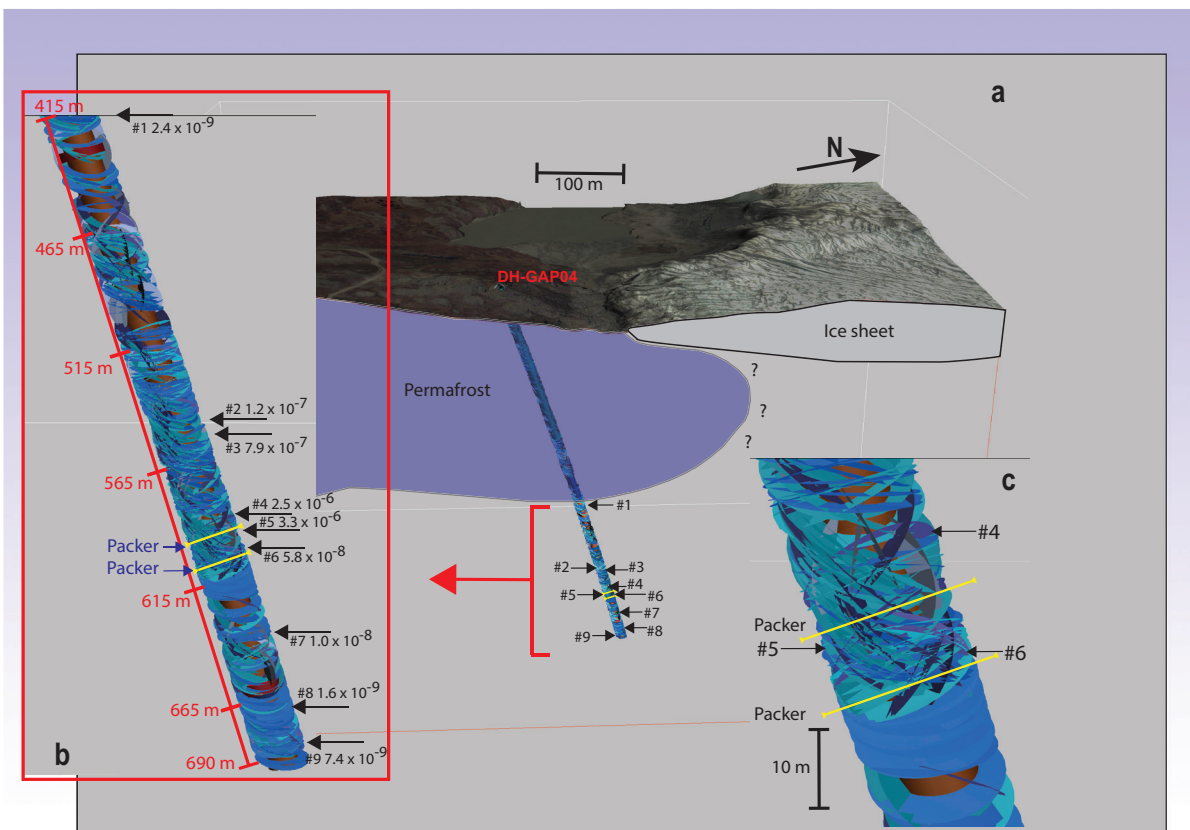 a
N
100 m
DH-GAP04
Ice sheet
Permafrost
?
?
?
#1
#2
#3
#4
#5
#6
#7
#8
#9
415 m
#1 2.4 x 10-9
465 m
515 m
#2 1.2 x 10-7
#3 7.9 x 10-7
565 m
#4 2.5 x 10-6
#5 3.3 x 10-6
Packer
#6 5.8 x 10-8
Packer
615 m
#7 1.0 x 10-8
#8 1.6 x 10-9
665 m
#9 7.4 x 10-9
690 m
b
c
#4
Packer
#5
#6
Packer
10 m